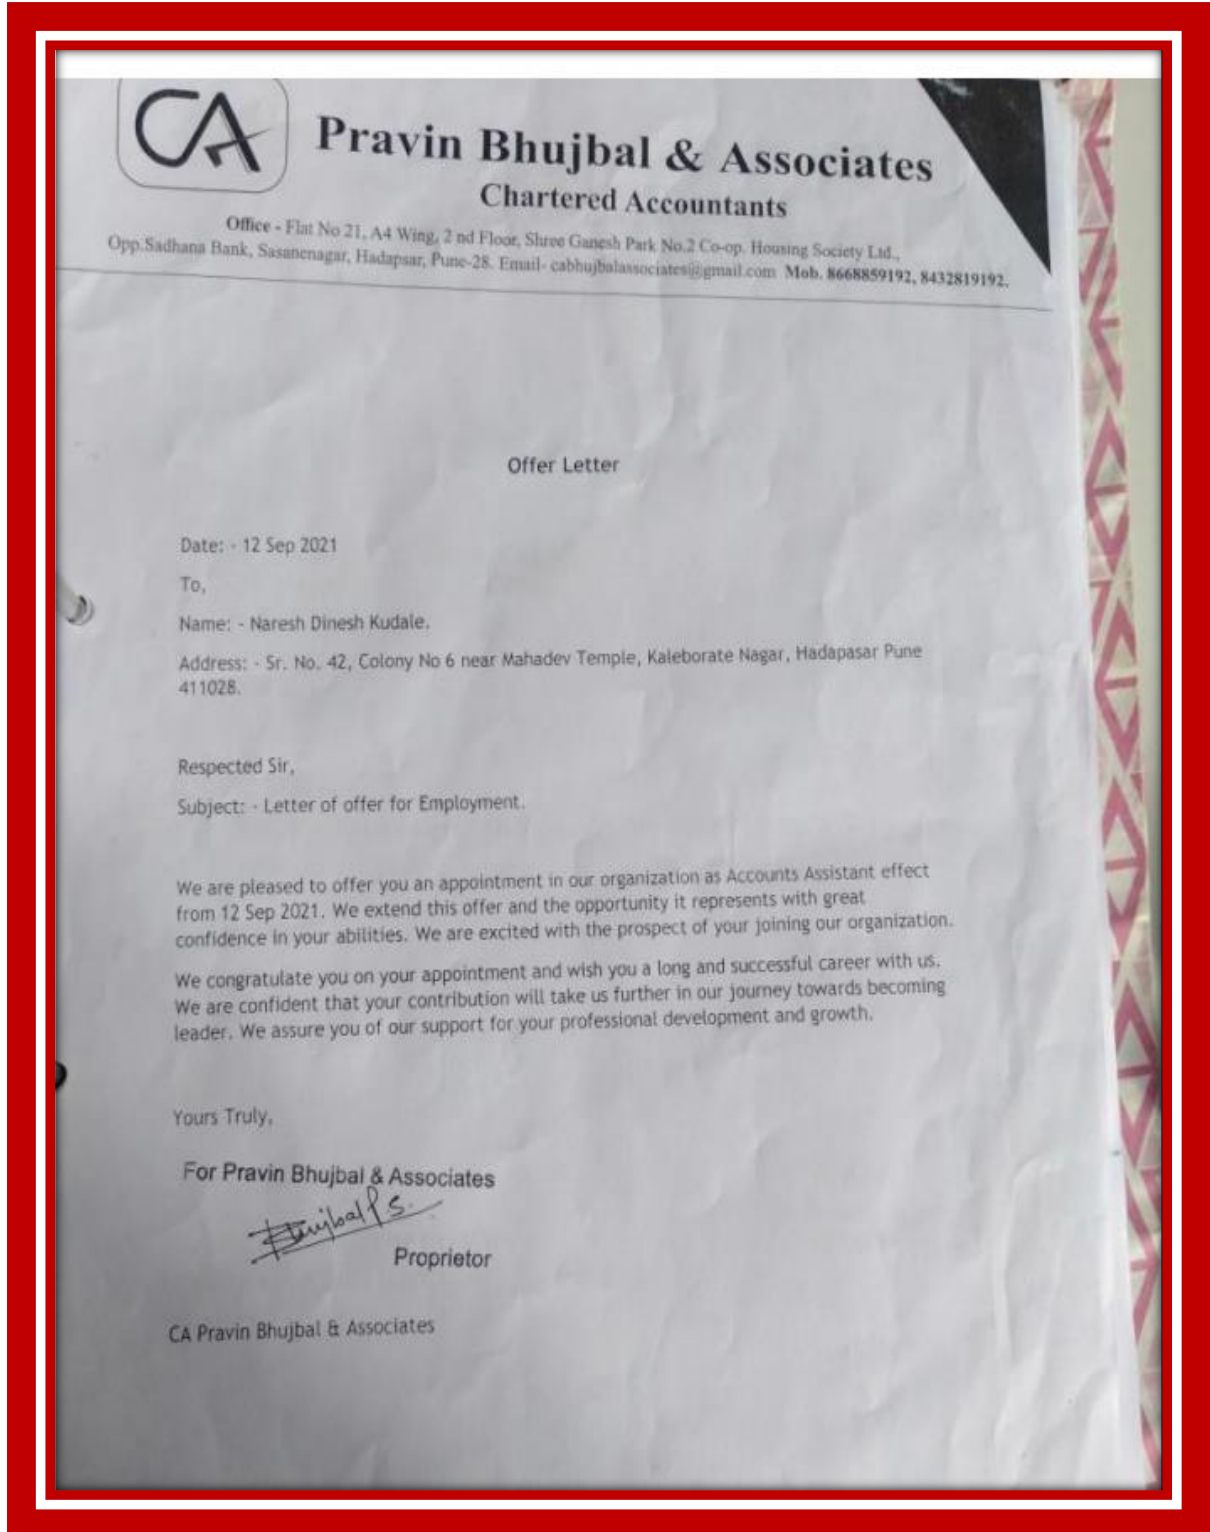 CA
Pravin Bhujbal & Associates
Chartered Accountants
Office - Flat No 21, A4 Wing, 2 nd Floor, Shree Ganesh Park No.2 Co-op. Housing Society Ltd.,
Opp.Sadhana Bank, Sasanenagar, Hadapsar, Pune-28. Email- cabhujbalassociates@gmail.com Mob. 8668859192, 8432819192.
Offer Letter
Date: - 12 Sep 2021
To,
Name: - Naresh Dinesh Kudale.
Address: - Sr. No. 42, Colony No 6 near Mahadev Temple, Kaleborate Nagar, Hadapasar Pune
411028.
Respected Sir,
Subject: - Letter of offer for Employment.
We are pleased to offer you an appointment in our organization as Accounts Assistant effect
from 12 Sep 2021. We extend this offer and the opportunity it represents with great
confidence in your abilities. We are excited with the prospect of your joining our organization.
We congratulate you on your appointment and wish you a long and successful career with us.
We are confident that your contribution will take us further in our journey towards becoming
leader. We assure you of our support for your professional development and growth.
Yours Truly,
For Pravin Bhujbal & Associates
Bhujbal P S.
Proprietor
CA Pravin Bhujbal & Associates